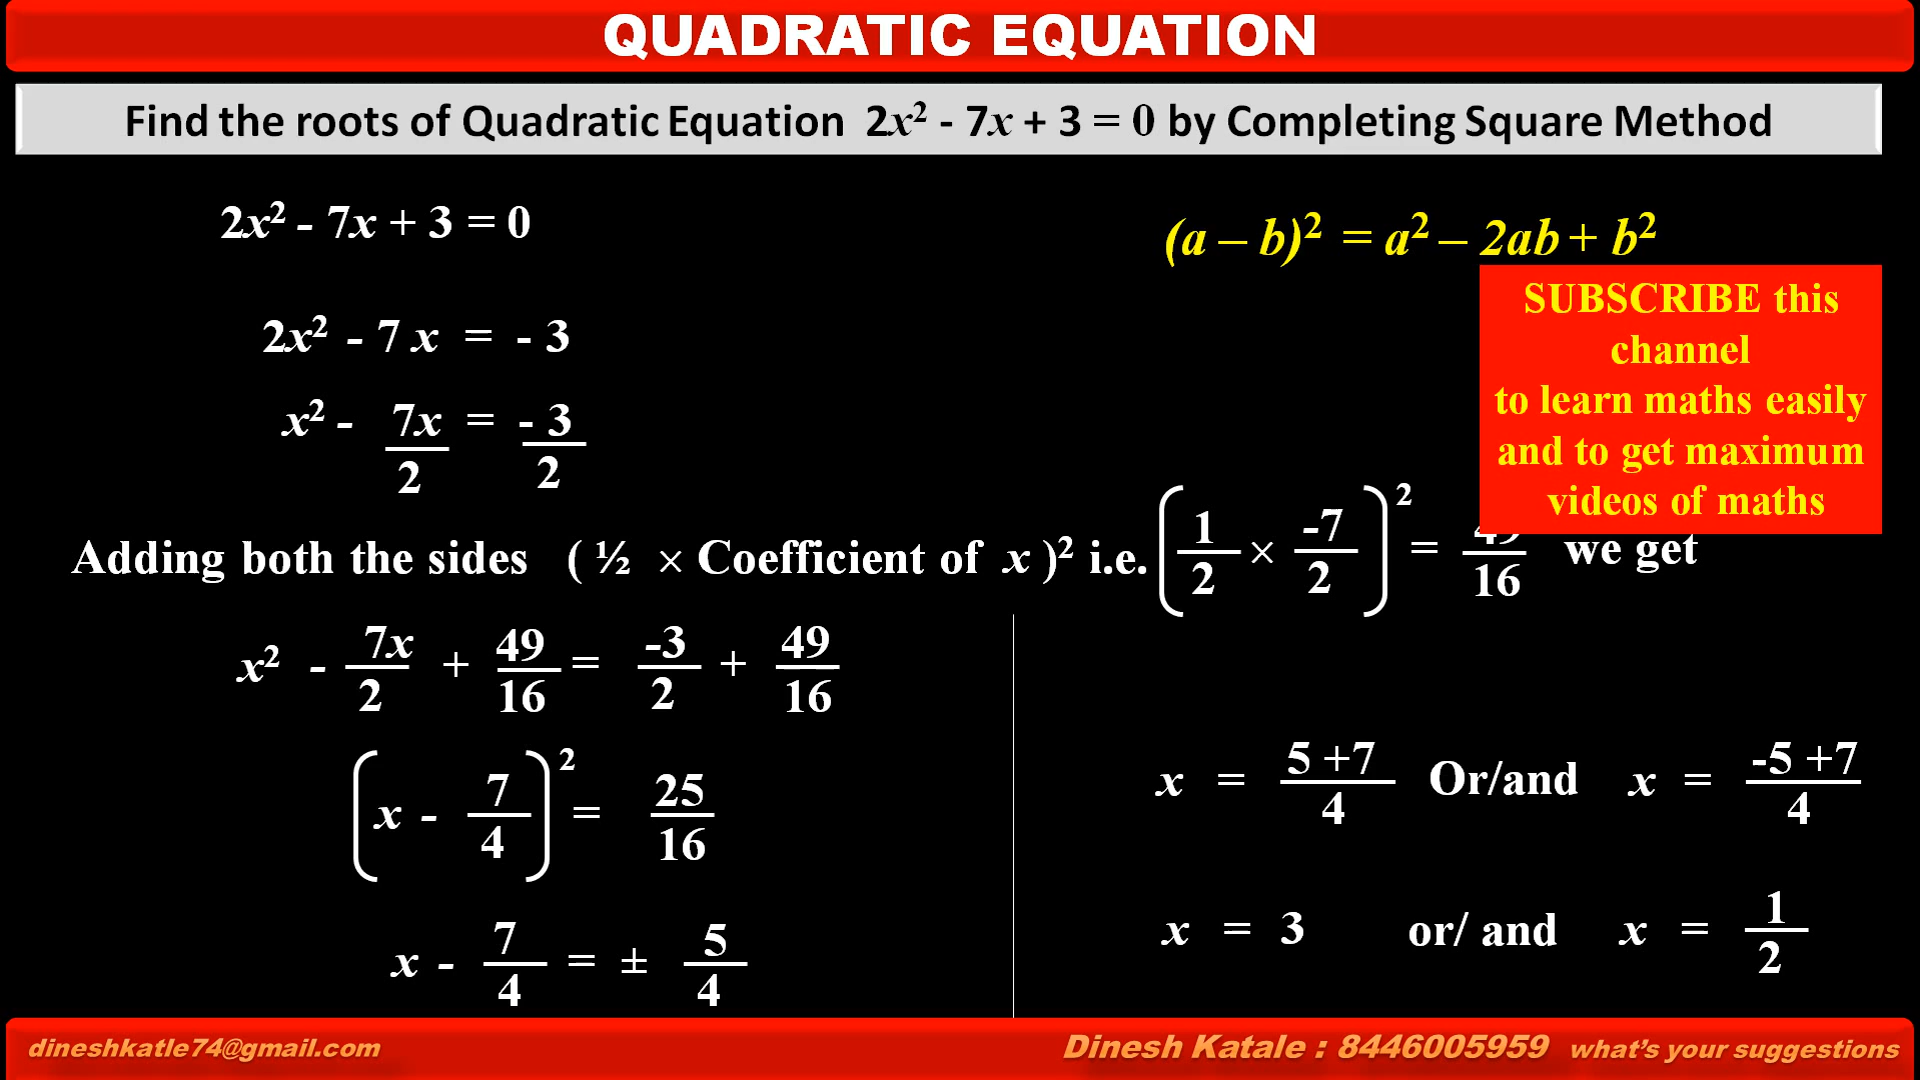 QUADRATIC EQUATION
Find the roots of Quadratic Equation 2x² - 7x + 3 = 0 by Completing Square Method
2x² - 7x + 3 = 0
(a – b)² = a² – 2ab + b²
SUBSCRIBE this
channel
to learn maths easily
and to get maximum
videos of maths
2x² - 7 x = - 3
x² - 7x/2 = - 3/2
Adding both the sides ( ½ × Coefficient of x )² i.e. (1/2 × -7/2)² = 49/16 we get
x² - 7x/2 + 49/16 = -3/2 + 49/16
(x - 7/4)² = 25/16
x - 7/4 = ± 5/4
x = 5 +7/4 Or/and x = -5 +7/4
x = 3 or/ and x = 1/2
dineshkatle74@gmail.com
Dinesh Katale : 8446005959 what’s your suggestions